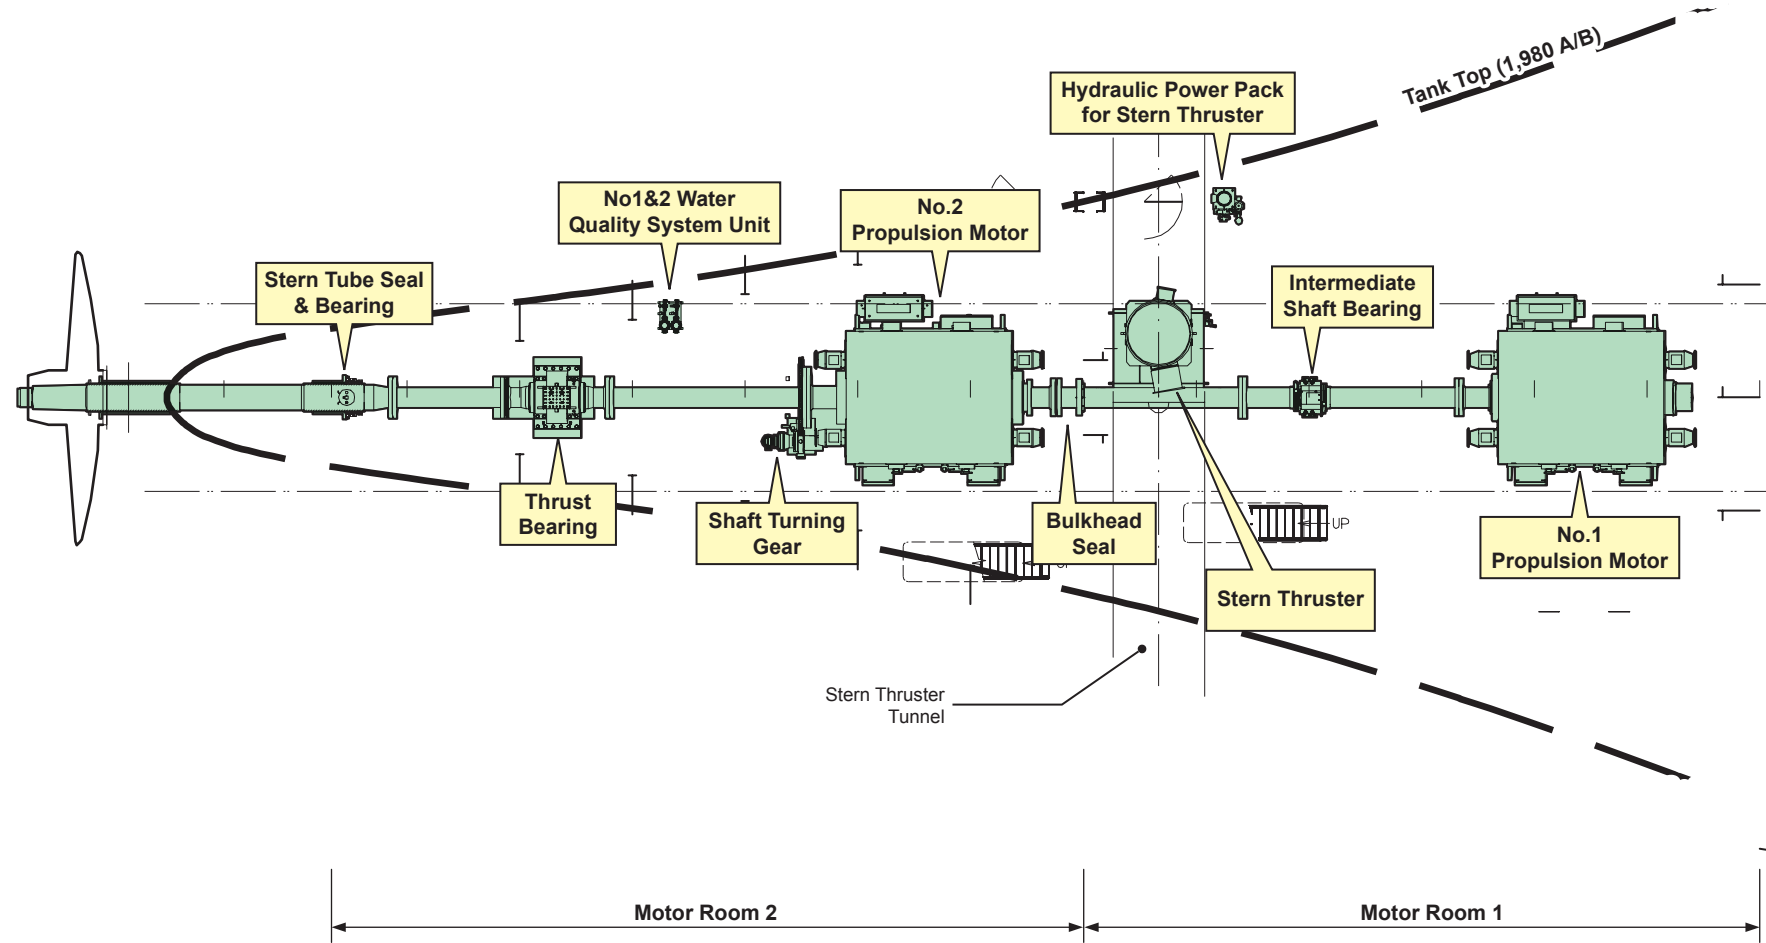 Tank Top (1,980 A/B)
Hydraulic Power Pack
for Stern Thruster
No1&2 Water
Quality System Unit
No.2
Propulsion Motor
Stern Tube Seal
& Bearing
Intermediate
Shaft Bearing
Thrust
Bearing
Shaft Turning
Gear
Bulkhead
Seal
UP
No.1
Propulsion Motor
Stern Thruster
Stern Thruster
Tunnel
Motor Room 2
Motor Room 1